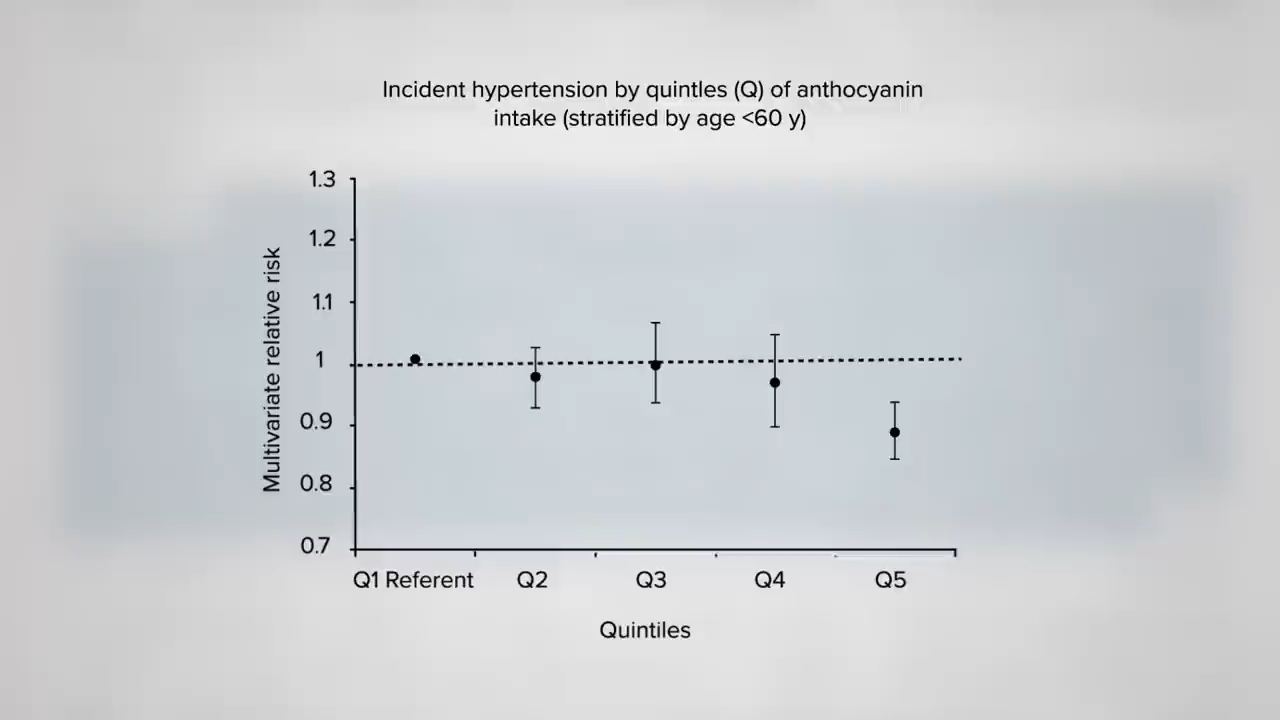 Incident hypertension by quintles (Q) of anthocyanin
intake (stratified by age <60 y)
Multivariate relative risk
1.3
1.2
1.1
1
0.9
0.8
0.7
Q1 Referent Q2 Q3 Q4 Q5
Quintiles